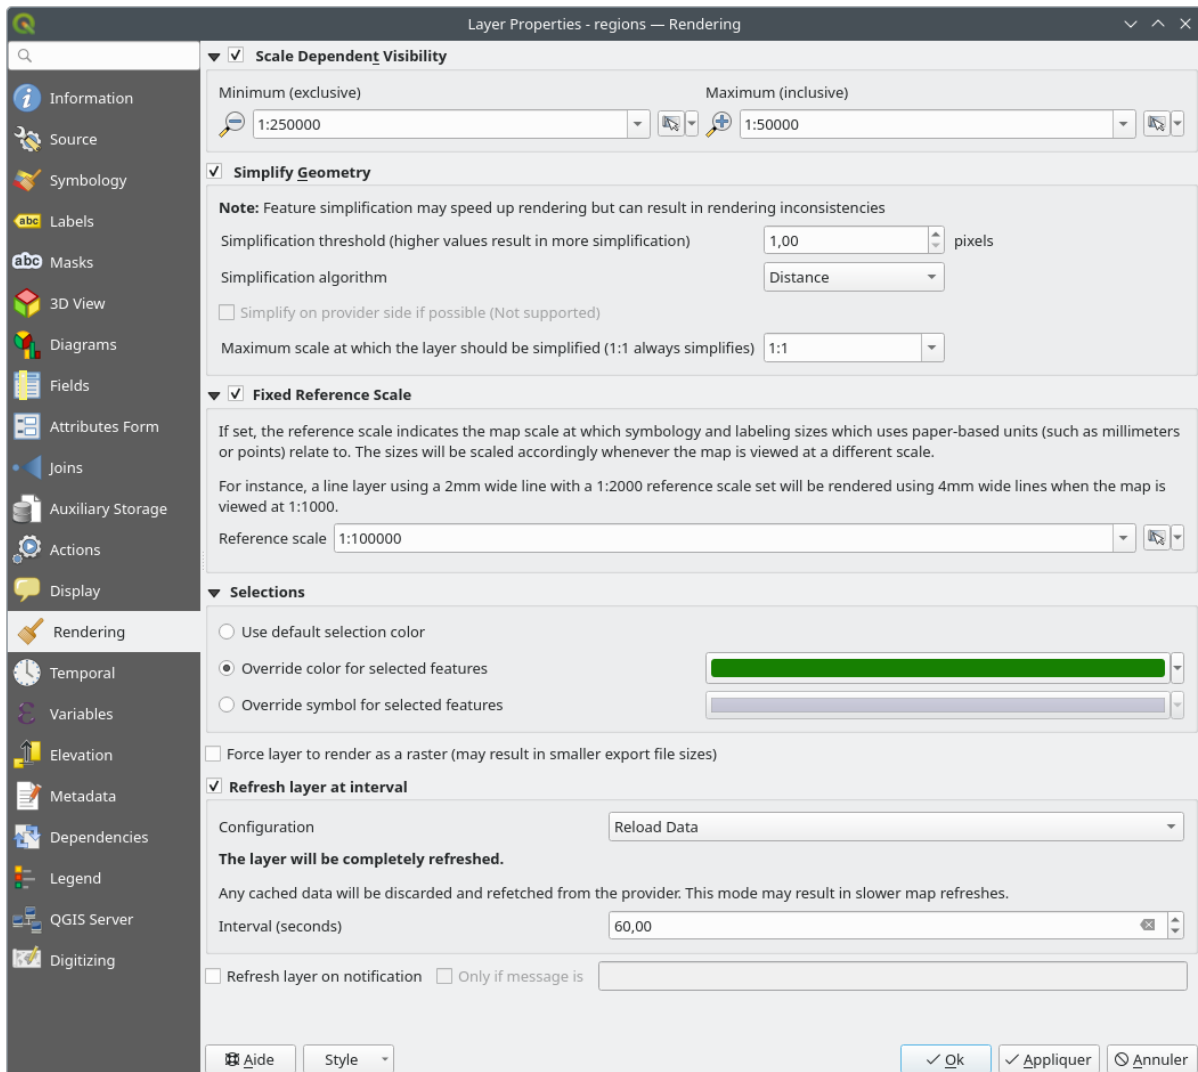 Layer Properties - regions — Rendering
Information
Source
Symbology
abc Labels
abc Masks
3D View
Diagrams
Fields
Attributes Form
Joins
Auxiliary Storage
Actions
Display
Rendering
Temporal
Variables
Elevation
Metadata
Dependencies
Legend
QGIS Server
Digitizing
Scale Dependent Visibility
Minimum (exclusive) Maximum (inclusive)
1:250000 1:50000
Simplify Geometry
Note: Feature simplification may speed up rendering but can result in rendering inconsistencies
Simplification threshold (higher values result in more simplification) 1,00 pixels
Simplification algorithm Distance
Simplify on provider side if possible (Not supported)
Maximum scale at which the layer should be simplified (1:1 always simplifies) 1:1
Fixed Reference Scale
If set, the reference scale indicates the map scale at which symbology and labeling sizes which uses paper-based units (such as millimeters
or points) relate to. The sizes will be scaled accordingly whenever the map is viewed at a different scale.
For instance, a line layer using a 2mm wide line with a 1:2000 reference scale set will be rendered using 4mm wide lines when the map is
viewed at 1:1000.
Reference scale 1:100000
Selections
Use default selection color
Override color for selected features
Override symbol for selected features
Force layer to render as a raster (may result in smaller export file sizes)
Refresh layer at interval
Configuration Reload Data
The layer will be completely refreshed.
Any cached data will be discarded and refetched from the provider. This mode may result in slower map refreshes.
Interval (seconds) 60,00
Refresh layer on notification Only if message is
Aide Style Ok Appliquer Annuler